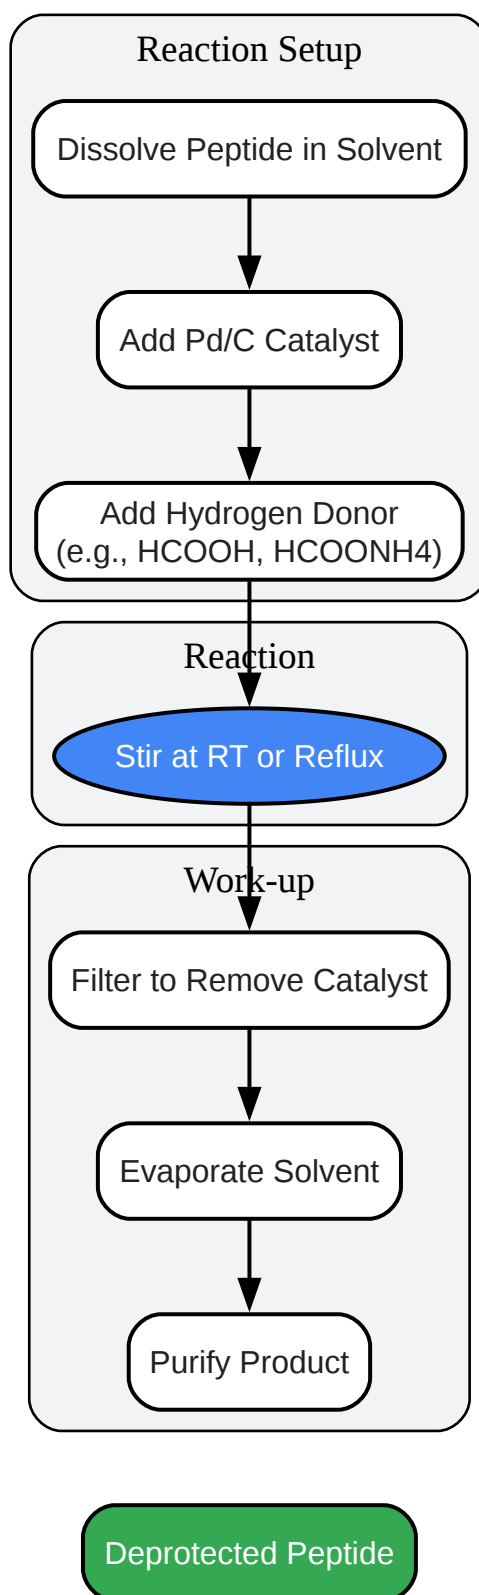 Reaction Setup
Dissolve Peptide in Solvent
Add Pd/C Catalyst
Add Hydrogen Donor
(e.g., HCOOH, HCOONH4)
Reaction
Stir at RT or Reflux
Work-up
Filter to Remove Catalyst
Evaporate Solvent
Purify Product
Deprotected Peptide